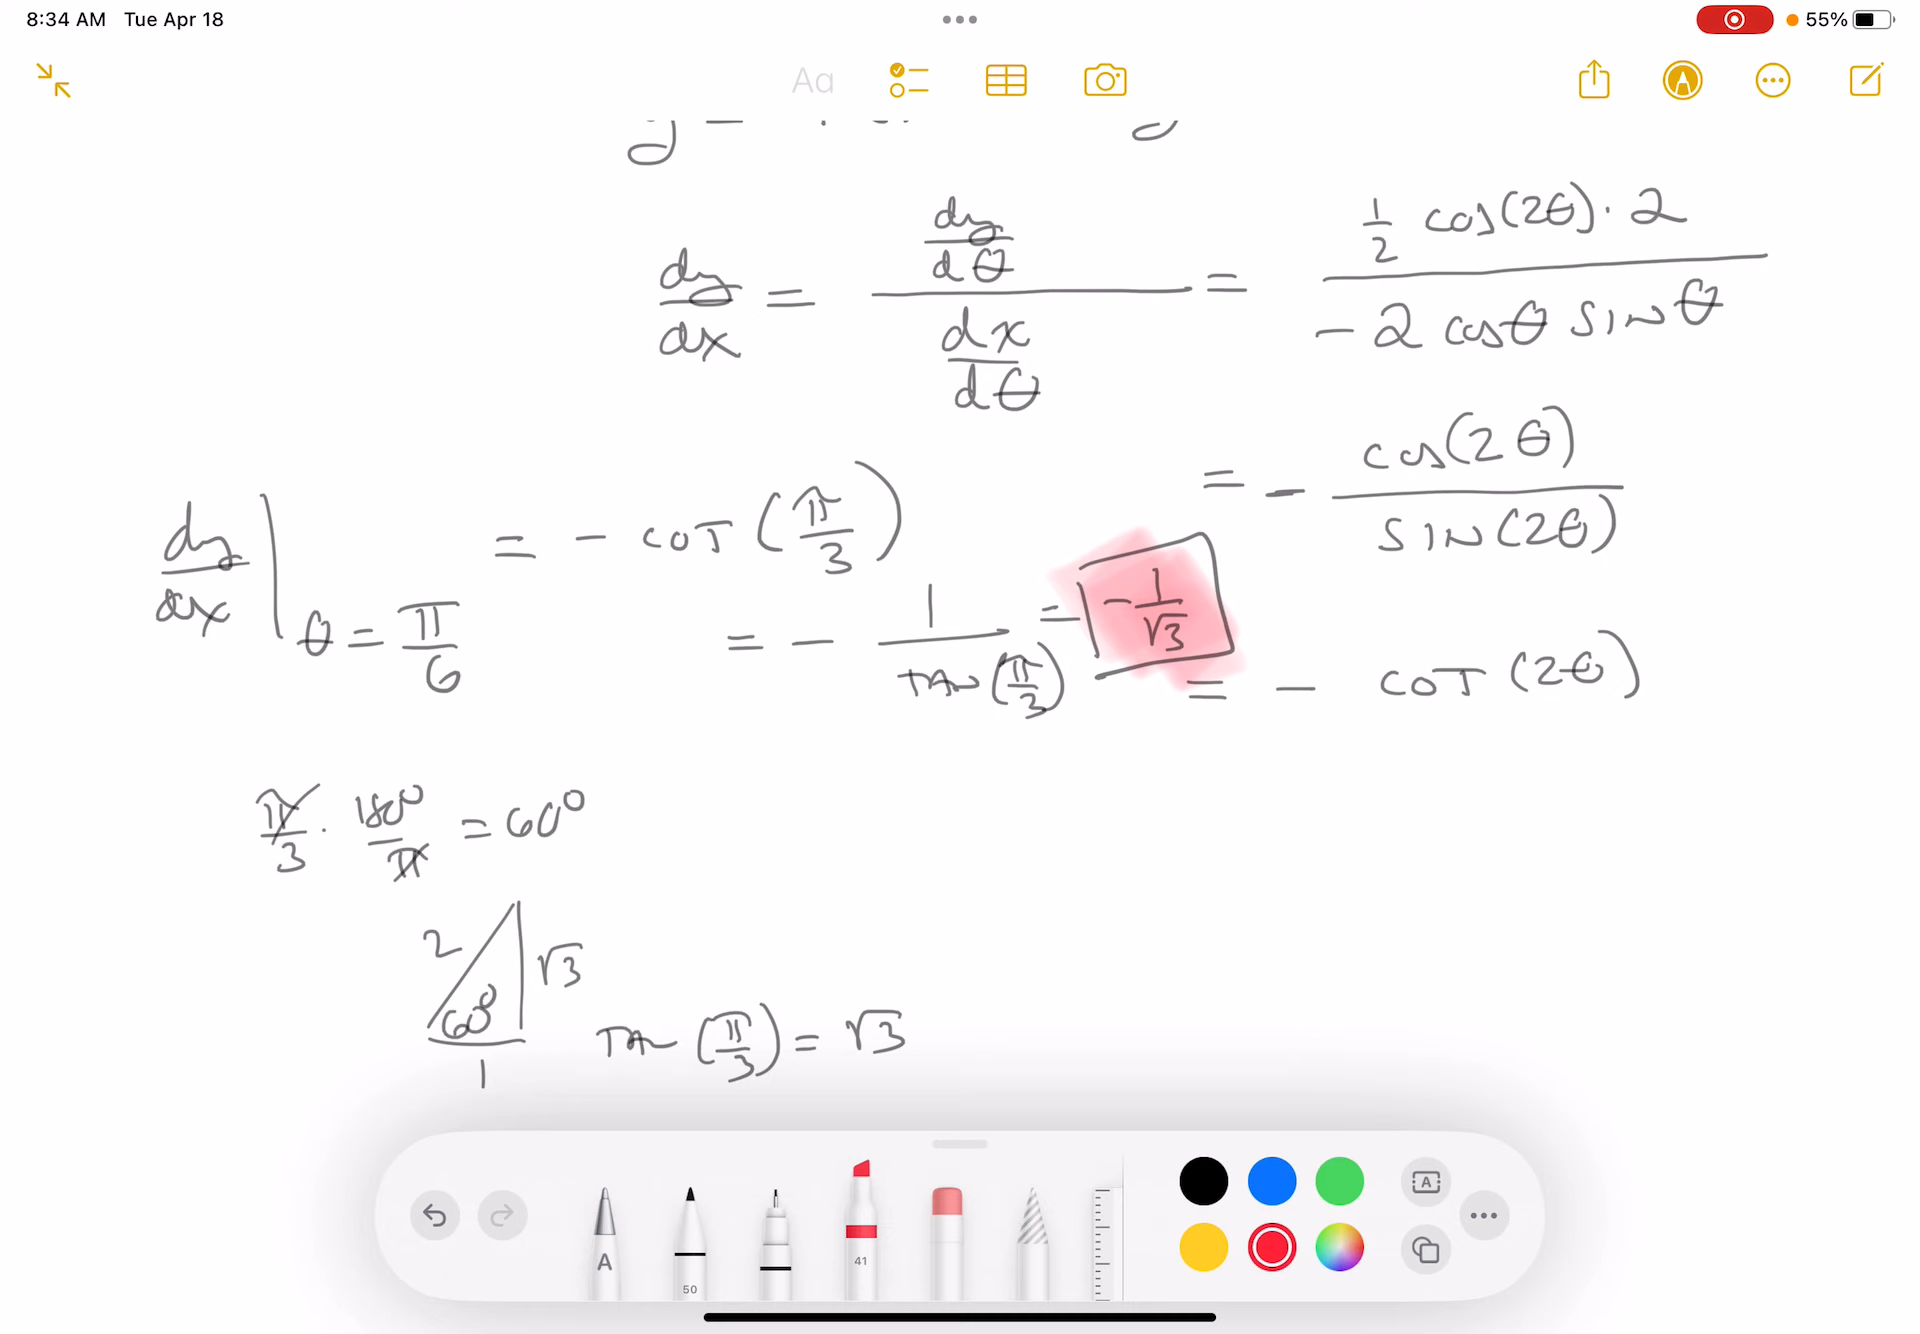 8:34 AM Tue Apr 18
55%
Aa
dy/dx = (dy/dθ)/(dx/dθ) = (1/2 cos(2θ) · 2)/(-2 cosθ sinθ)
= - cos(2θ)/SIN(2θ)
= - COT(2θ)
dy/dx | θ = π/6 = - COT(π/3)
= - 1/TAN(π/3) = -1/√3
π/3 · 180°/π = 60°
2 √3
60°
1
TAN(π/3) = √3
A
50
41
A